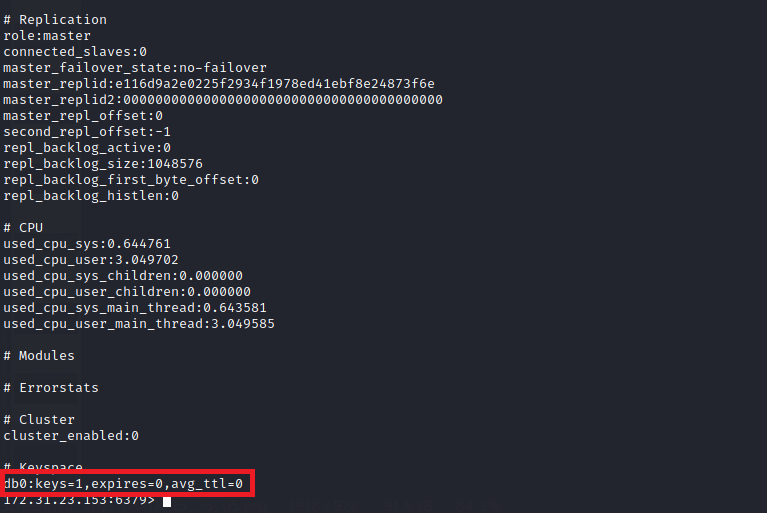 # Replication
role:master
connected_slaves:0
master_failover_state:no-failover
master_replid:e116d9a2e0225f2934f1978ed41ebf8e24873f6e
master_replid2:0000000000000000000000000000000000000000
master_repl_offset:0
second_repl_offset:-1
repl_backlog_active:0
repl_backlog_size:1048576
repl_backlog_first_byte_offset:0
repl_backlog_histlen:0
# CPU
used_cpu_sys:0.644761
used_cpu_user:3.049702
used_cpu_sys_children:0.000000
used_cpu_user_children:0.000000
used_cpu_sys_main_thread:0.643581
used_cpu_user_main_thread:3.049585
# Modules
# Errorstats
# Cluster
cluster_enabled:0
# Keyspace
db0:keys=1,expires=0,avg_ttl=0
172.31.23.153:6379>